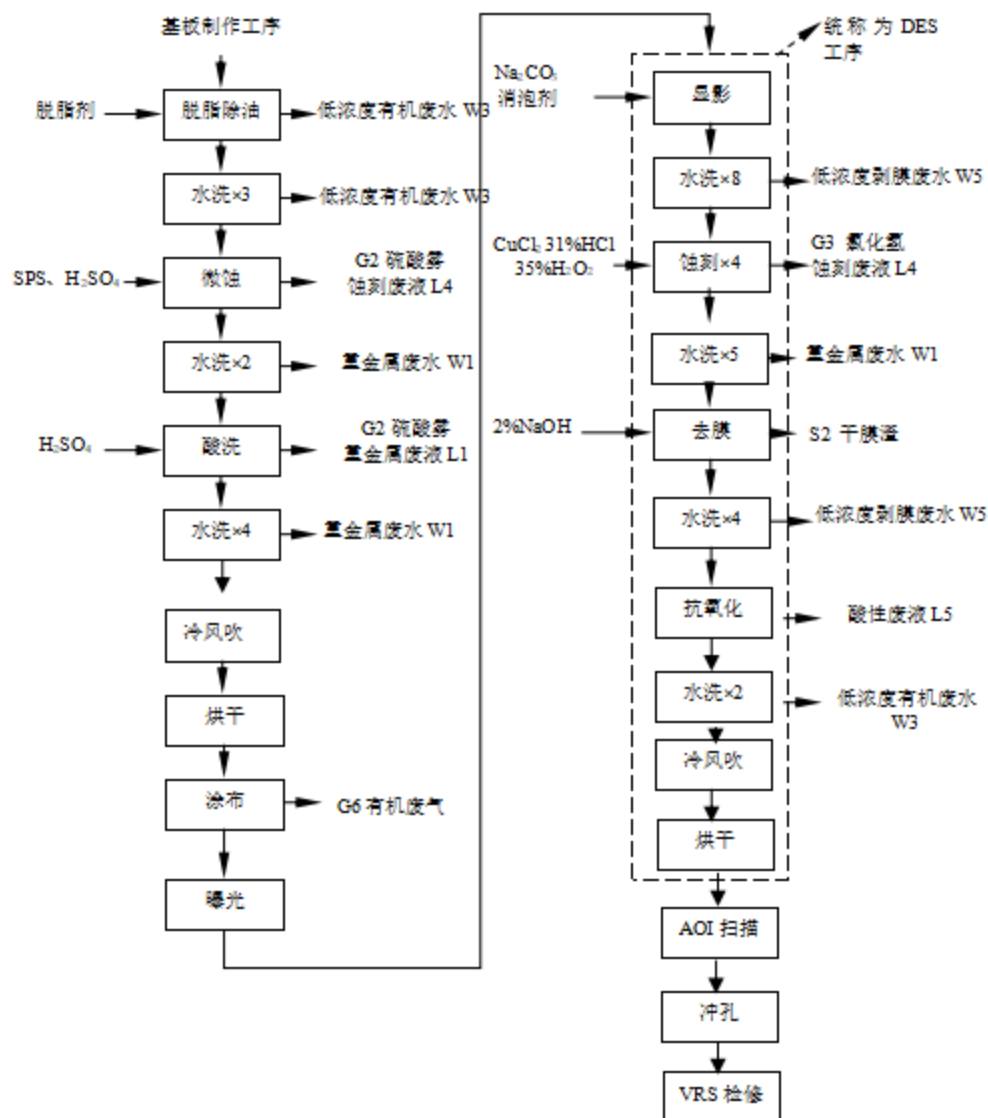 基板制作工序
脱脂剂
脱脂除油
低浓度有机废水 W3
水洗×3
低浓度有机废水 W3
SPS、H₂SO₄
微蚀
G2 硫酸雾
蚀刻废液 L4
水洗×2
重金属废水 W1
H₂SO₄
酸洗
G2 硫酸雾
重金属废液 L1
水洗×4
重金属废水 W1
冷风吹
烘干
涂布
G6 有机废气
曝光
统称为 DES
工序
Na₂CO₃
消泡剂
显影
水洗×8
低浓度剥膜废水 W5
CuCl₂ 31%HCl
35%H₂O₂
蚀刻×4
G3 氯化氢
蚀刻废液 L4
水洗×5
重金属废水 W1
2%NaOH
去膜
S2 干膜渣
水洗×4
低浓度剥膜废水 W5
抗氧化
酸性废液 L5
水洗×2
低浓度有机废水
W3
冷风吹
烘干
AOI 扫描
冲孔
VRS 检修